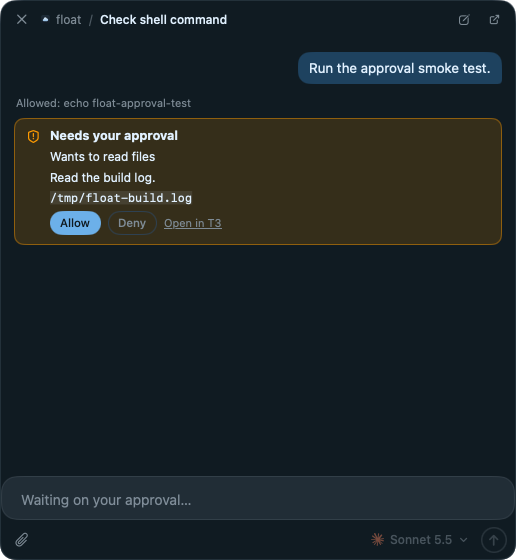 float / Check shell command
Run the approval smoke test.
Allowed: echo float-approval-test
Needs your approval
Wants to read files
Read the build log.
/tmp/float-build.log
Allow Deny Open in T3
Waiting on your approval...
Sonnet 5.5